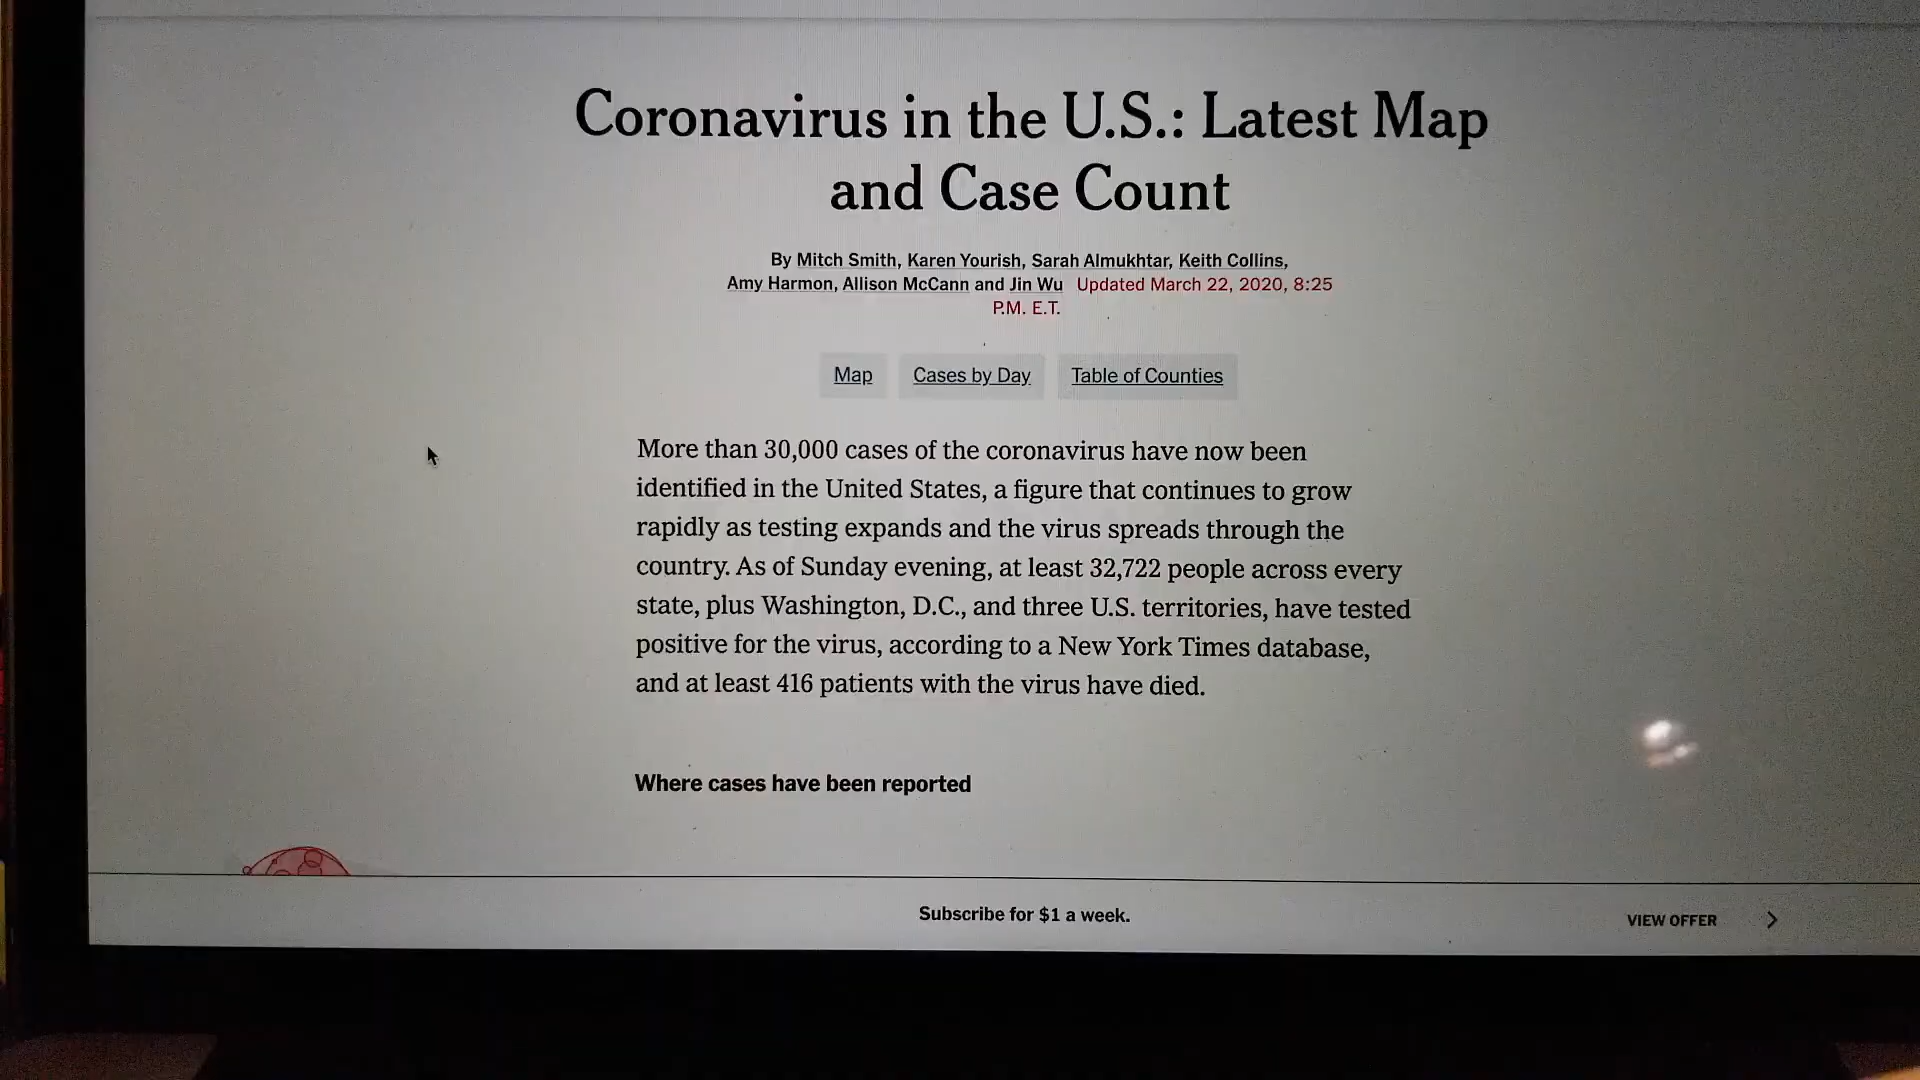 Coronavirus in the U.S.: Latest Map
and Case Count
By Mitch Smith, Karen Yourish, Sarah Almukhtar, Keith Collins,
Amy Harmon, Allison McCann and Jin Wu Updated March 22, 2020, 8:25
P.M. E.T.
Map Cases by Day Table of Counties
More than 30,000 cases of the coronavirus have now been
identified in the United States, a figure that continues to grow
rapidly as testing expands and the virus spreads through the
country. As of Sunday evening, at least 32,722 people across every
state, plus Washington, D.C., and three U.S. territories, have tested
positive for the virus, according to a New York Times database,
and at least 416 patients with the virus have died.
Where cases have been reported
Subscribe for $1 a week.
VIEW OFFER